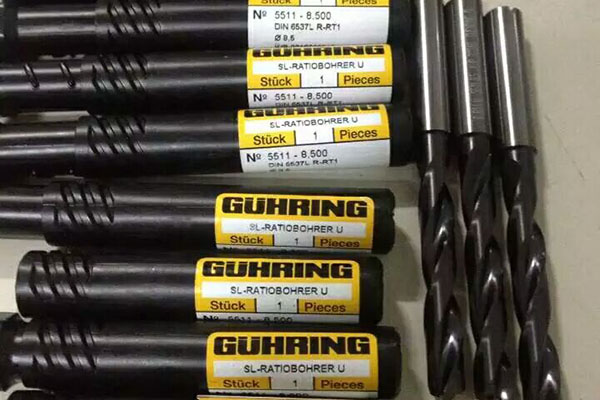 Stück 1 Pieces
Nº 5511 - 8,500
DIN 6537L R-RT1
Ø 8,5
GÜHRING
SL-RATIOBOHRER U
Stück 1 Pieces
Nº 5511 - 8,500
GÜHRING
SL-RATIOBOHRER U
Stück 1 Pieces
Nº 5511 - 8,500
DIN 6537L R-RT1
GÜHRING
SL-RATIOBOHRER U
Stück 1 Pieces
GÜHRING
SL-RATIOBOHRER U
Stück 1 Pieces
5511 - 8,500
GÜHRING
SL-RATIOBOHRER U
Stück 1 Pieces